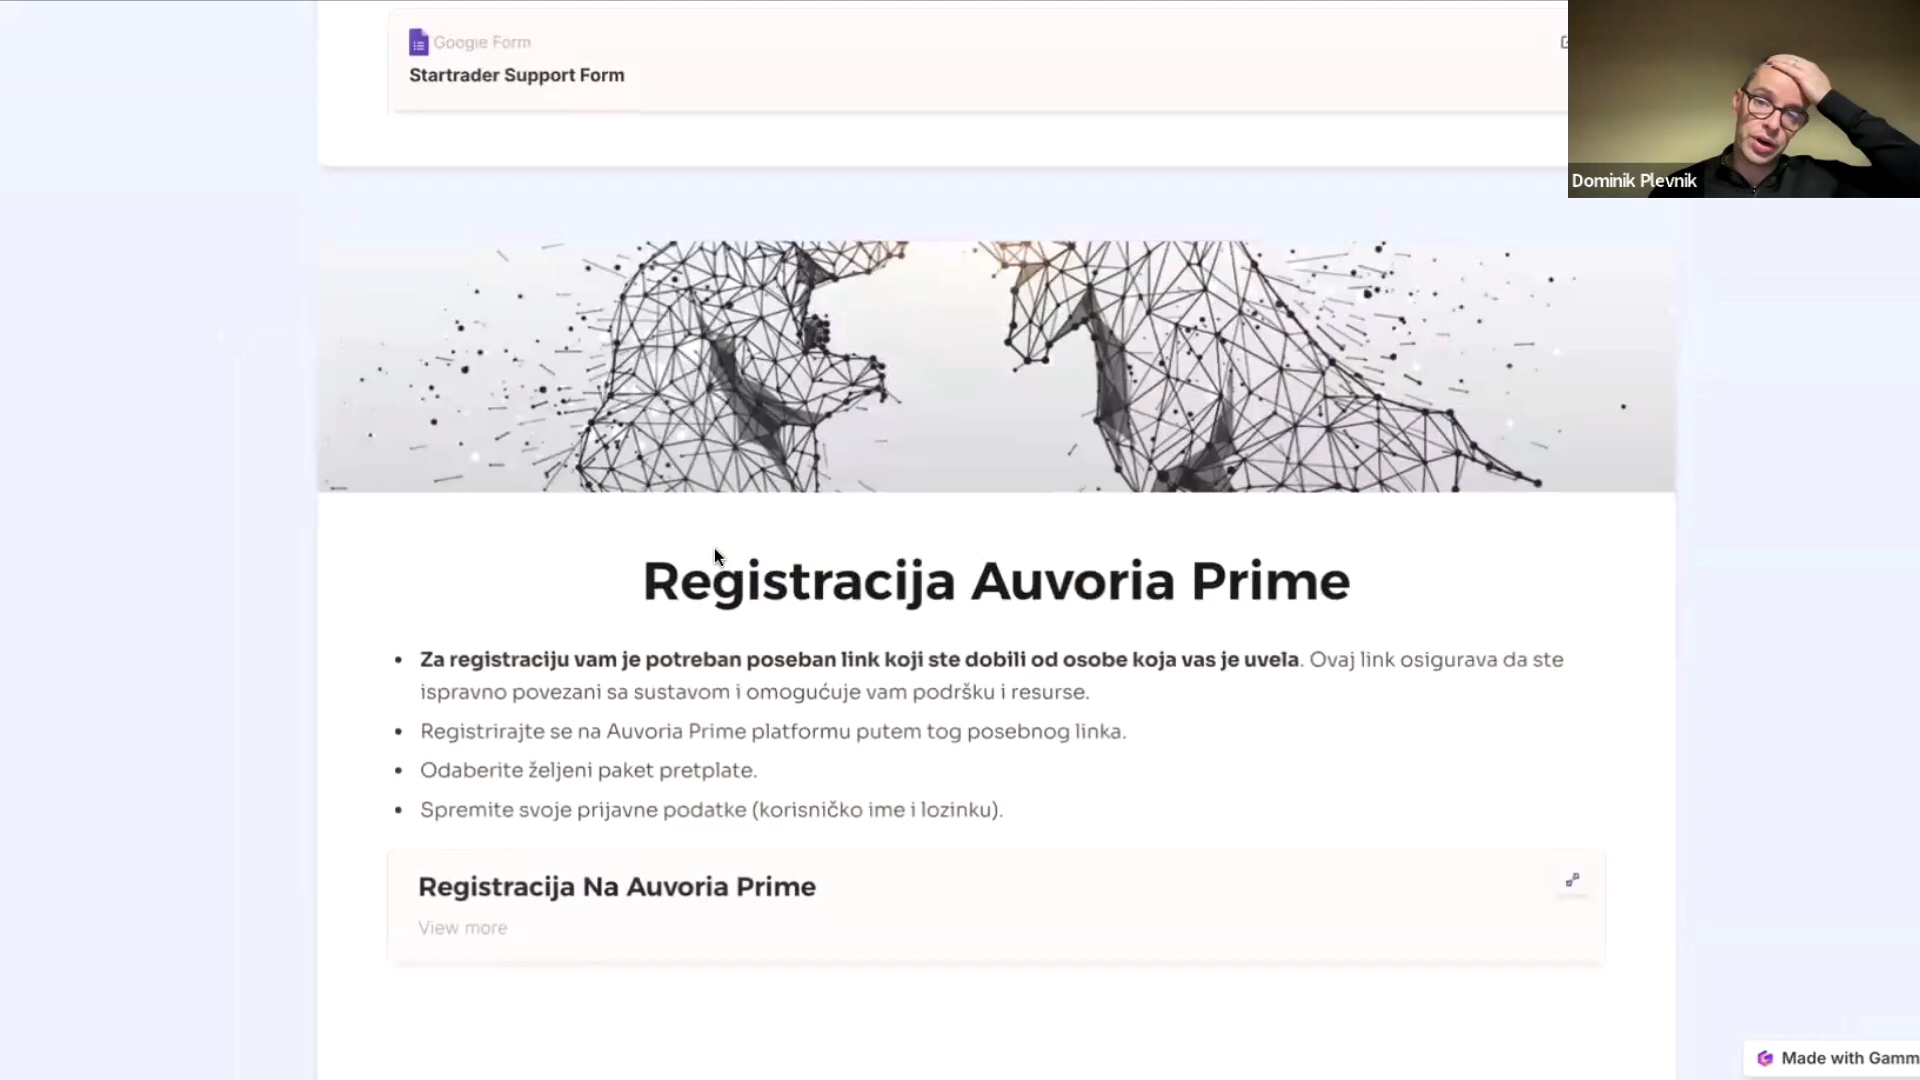 Google Form
Startrader Support Form
Dominik Plevnik
Registracija Auvoria Prime
Za registraciju vam je potreban poseban link koji ste dobili od osobe koja vas je uvela. Ovaj link osigurava da ste
ispravno povezani sa sustavom i omogućuje vam podršku i resurse.
Registrirajte se na Auvoria Prime platformu putem tog posebnog linka.
Odaberite željeni paket pretplate.
Spremite svoje prijavne podatke (korisničko ime i lozinku).
Registracija Na Auvoria Prime
View more
Made with Gamm